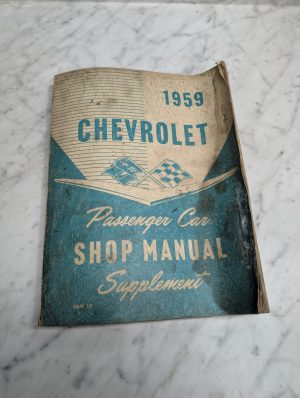 1959
CHEVROLET
Passenger Car
SHOP MANUAL
Supplement